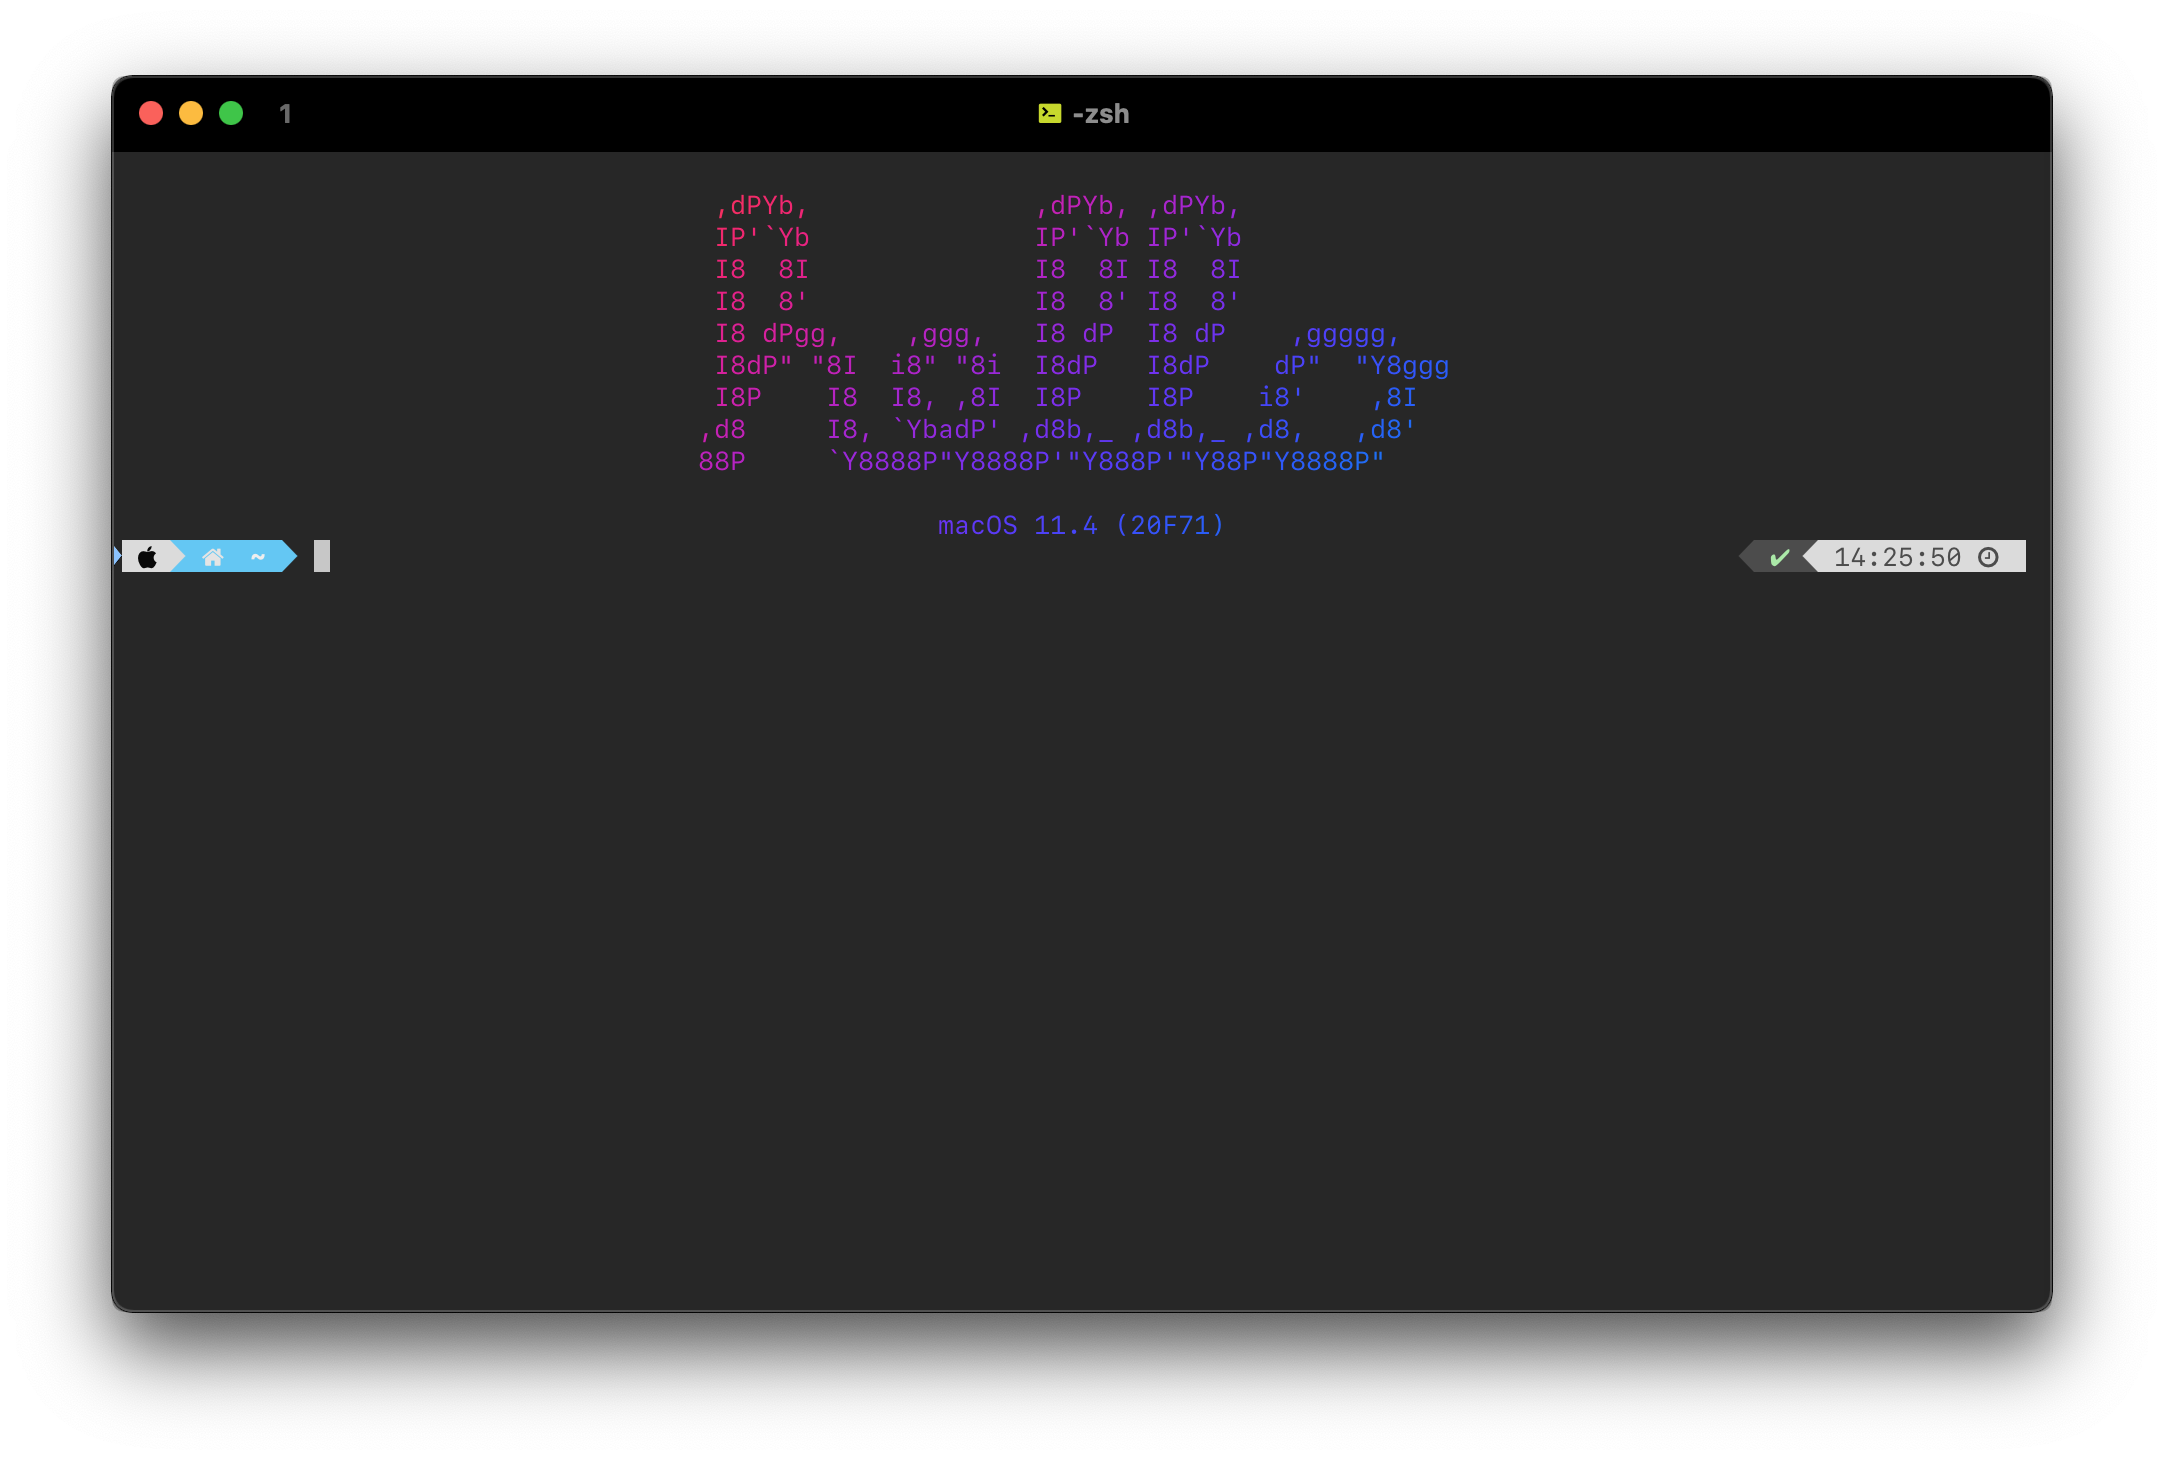 1 -zsh
 ,dPYb,              ,dPYb, ,dPYb,
 IP'`Yb              IP'`Yb IP'`Yb
 I8  8I              I8  8I I8  8I
 I8  8'              I8  8' I8  8'
 I8 dPgg,    ,ggg,   I8 dP  I8 dP    ,ggggg,
 I8dP" "8I  i8" "8i  I8dP   I8dP    dP"  "Y8ggg
 I8P    I8  I8, ,8I  I8P    I8P    i8'    ,8I
,d8     I8, `YbadP' ,d8b,_ ,d8b,_ ,d8,   ,d8'
88P     `Y8888P"Y8888P'"Y888P'"Y88P"Y8888P"
macOS 11.4 (20F71)
~ ✔ 14:25:50